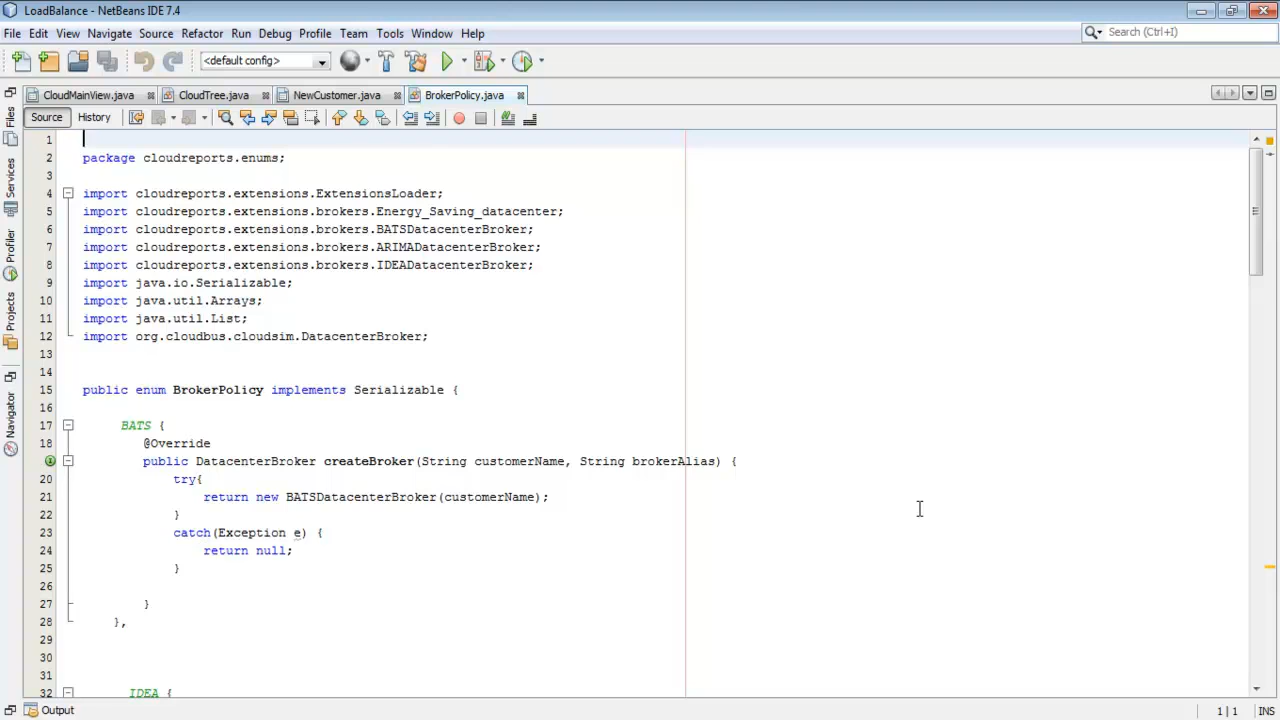 LoadBalance - NetBeans IDE 7.4
File Edit View Navigate Source Refactor Run Debug Profile Team Tools Window Help
Search (Ctrl+I)
<default config>
CloudMainView.java CloudTree.java NewCustomer.java BrokerPolicy.java
Source History
Files
Services
Profiler
Projects
Navigator
1
2 package cloudreports.enums;
3
4 import cloudreports.extensions.ExtensionsLoader;
5 import cloudreports.extensions.brokers.Energy_Saving_datacenter;
6 import cloudreports.extensions.brokers.BATSDatacenterBroker;
7 import cloudreports.extensions.brokers.ARIMADatacenterBroker;
8 import cloudreports.extensions.brokers.IDEADatacenterBroker;
9 import java.io.Serializable;
10 import java.util.Arrays;
11 import java.util.List;
12 import org.cloudbus.cloudsim.DatacenterBroker;
13
14
15 public enum BrokerPolicy implements Serializable {
16
17 BATS {
18 @Override
public DatacenterBroker createBroker(String customerName, String brokerAlias) {
20 try{
21 return new BATSDatacenterBroker(customerName);
22 }
23 catch(Exception e) {
24 return null;
25 }
26
27 }
28 },
29
30
31
32 IDEA {
Output
1 | 1 INS